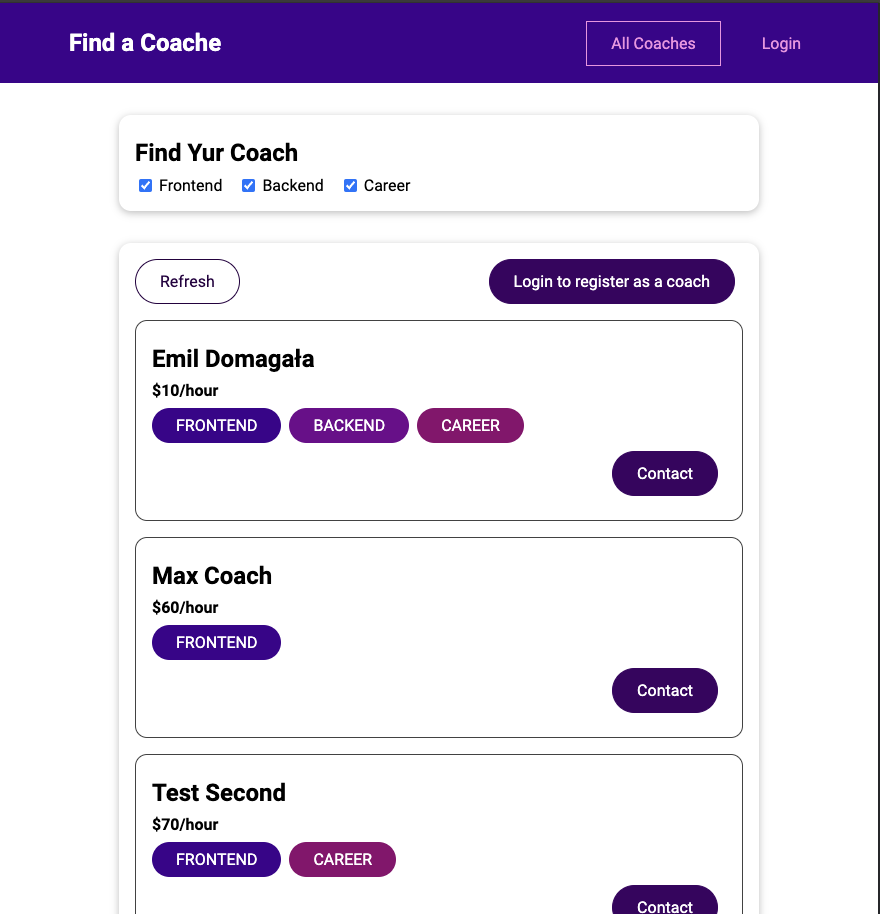 Find a Coache
All Coaches
Login
Find Yur Coach
Frontend Backend Career
Refresh
Login to register as a coach
Emil Domagała
$10/hour
FRONTEND BACKEND CAREER
Contact
Max Coach
$60/hour
FRONTEND
Contact
Test Second
$70/hour
FRONTEND CAREER
Contact